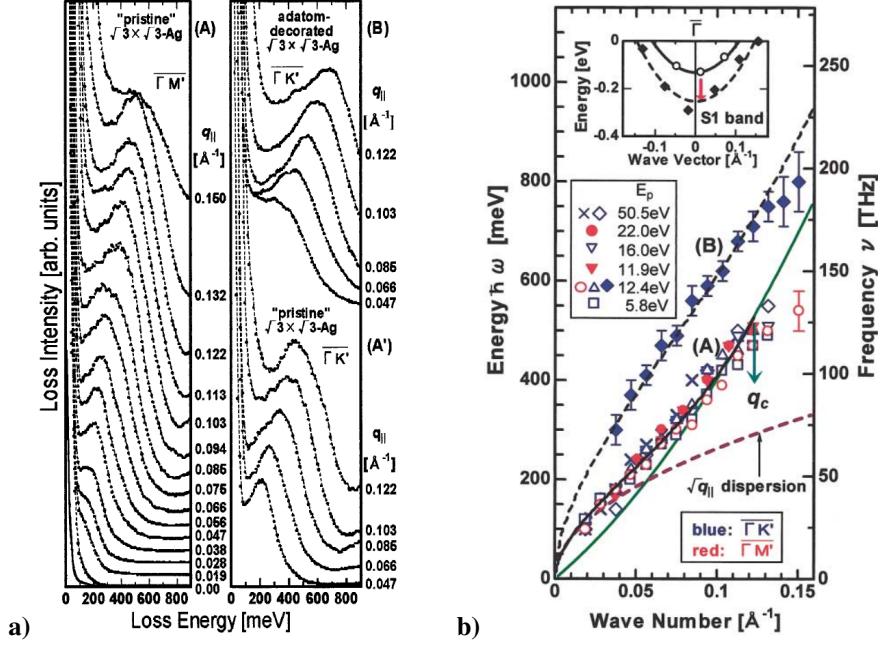 "pristine"
√3×√3-Ag
(A)
Γ M'
q||
[Å⁻¹]
0.150
0.132
0.122
0.113
0.103
0.094
0.085
0.075
0.066
0.056
0.047
0.038
0.028
0.019
0.00
adatom-
decorated
√3×√3-Ag
(B)
Γ K'
q||
[Å⁻¹]
0.122
0.103
0.085
0.066
0.047
"pristine"
√3×√3-Ag
(A')
Γ K'
q||
[Å⁻¹]
0.122
0.103
0.085
0.066
0.047
Loss Intensity [arb. units]
0 200 400 600 800
0 200 400 600 800
Loss Energy [meV]
a)
1100
1000
800
600
400
200
0
Energy ħ ω [meV]
250
200
150
100
50
0
Frequency ν [THz]
Γ
Energy [eV]
0
-0.2
-0.4
S1 band
-0.1 0 0.1
Wave Vector [Å⁻¹]
Eₚ
50.5eV
22.0eV
16.0eV
11.9eV
12.4eV
5.8eV
(B)
(A)
q_c
√q|| dispersion
blue: Γ K'
red: Γ M'
0 0.05 0.10 0.15
Wave Number [Å⁻¹]
b)